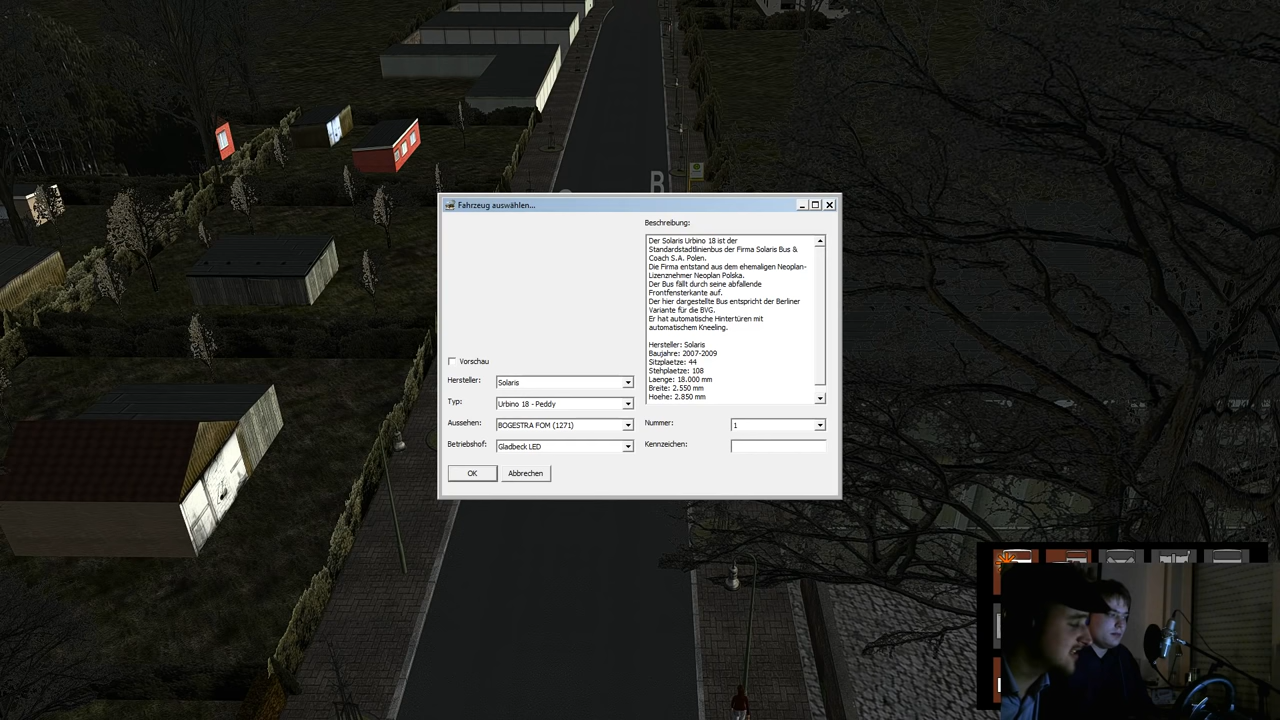 B
Fahrzeug auswählen...
Beschreibung:
Der Solaris Urbino 18 ist der
Standardstadtlinienbus der Firma Solaris Bus &
Coach S.A. Polen.
Die Firma entstand aus dem ehemaligen Neoplan-
Lizenznehmer Neoplan Polska.
Der Bus fällt durch seine abfallende
Frontfensterkante auf.
Der hier dargestellte Bus entspricht der Berliner
Variante für die BVG.
Er hat automatische Hintertüren mit
automatischem Kneeling.
Hersteller: Solaris
Baujahre: 2007-2009
Sitzplaetze: 44
Stehplaetze: 108
Laenge: 18.000 mm
Breite: 2.550 mm
Hoehe: 2.850 mm
Vorschau
Hersteller: Solaris
Typ: Urbino 18 - Peddy
Aussehen: BOGESTRA FOM (1271)
Nummer: 1
Betriebshof: Gladbeck LED
Kennzeichen:
OK Abbrechen